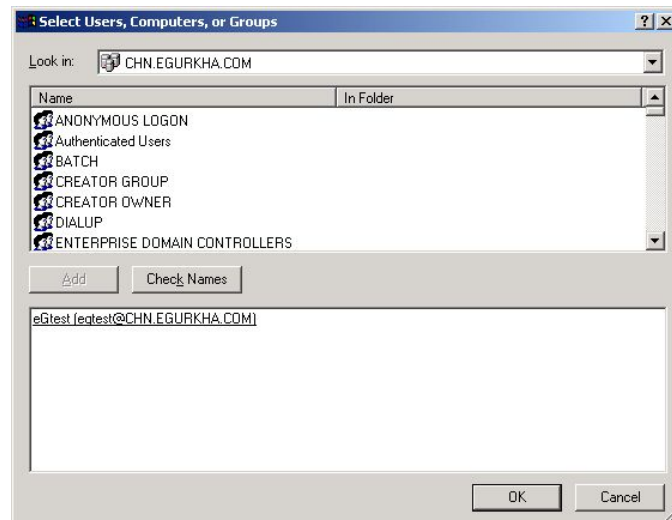 Select Users, Computers, or Groups
Look in: CHN.EGURKHA.COM
Name In Folder
ANONYMOUS LOGON
Authenticated Users
BATCH
CREATOR GROUP
CREATOR OWNER
DIALUP
ENTERPRISE DOMAIN CONTROLLERS
Add Check Names
eGtest (eqtest@CHN.EGURKHA.COM)
OK Cancel